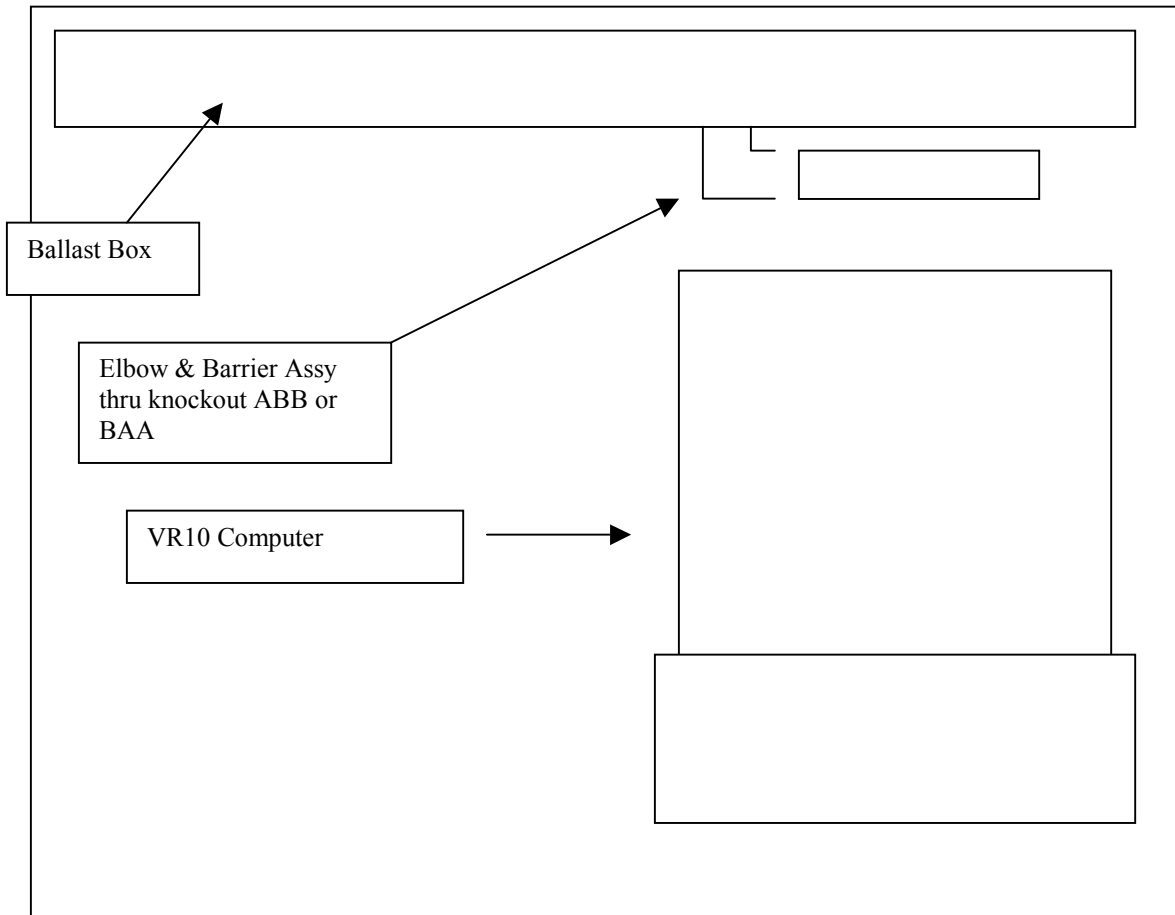 Ballast Box
Elbow & Barrier Assy
thru knockout ABB or
BAA
VR10 Computer